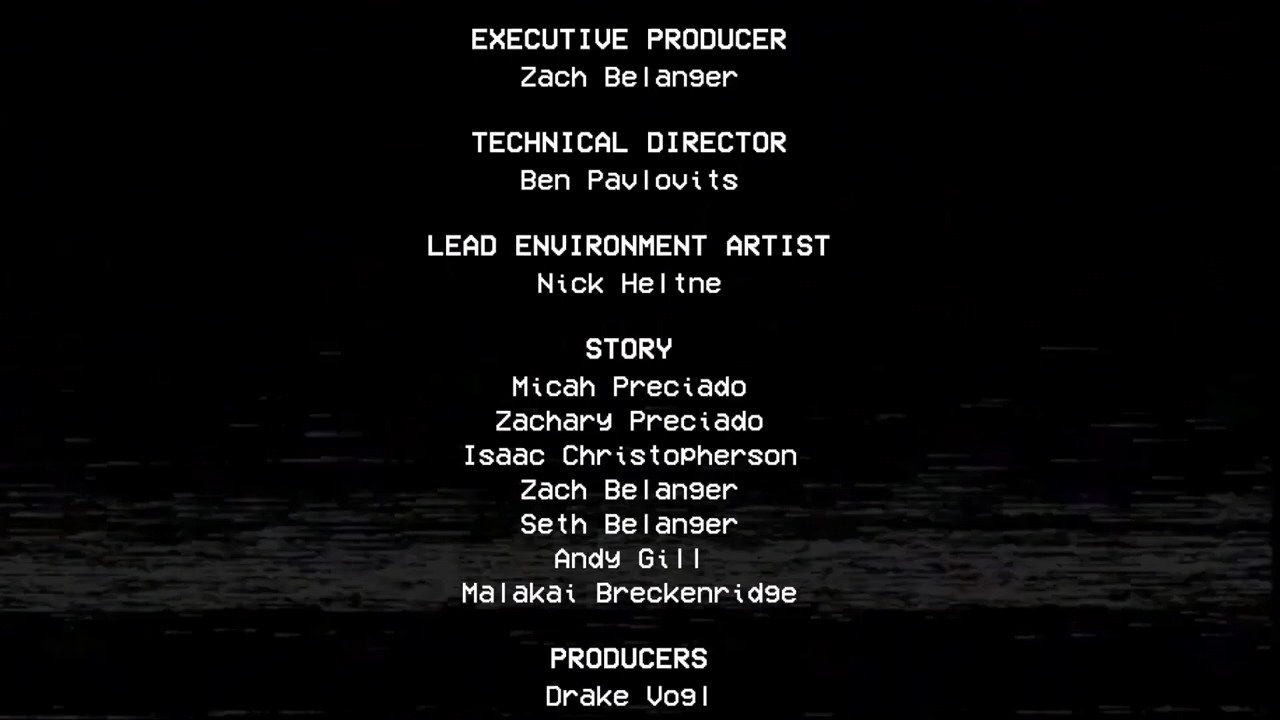 EXECUTIVE PRODUCER
Zach Belanger
TECHNICAL DIRECTOR
Ben Pavlovits
LEAD ENVIRONMENT ARTIST
Nick Heltne
STORY
Micah Preciado
Zachary Preciado
Isaac Christopherson
Zach Belanger
Seth Belanger
Andy Gill
Malakai Breckenridge
PRODUCERS
Drake Vogl